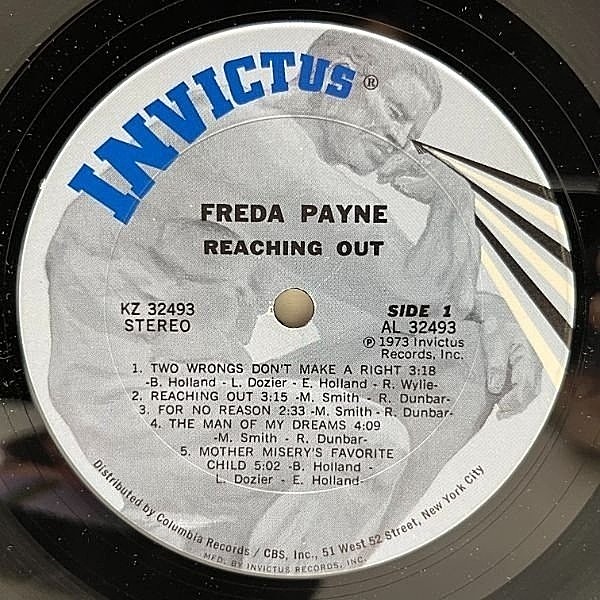 INVICTUS®
FREDA PAYNE
REACHING OUT
KZ 32493
STEREO
SIDE 1
AL 32493
℗ 1973 Invictus
Records, Inc.
1. TWO WRONGS DON'T MAKE A RIGHT 3:18
-B. Holland - L. Dozier - E. Holland - R. Wylie-
2. REACHING OUT 3:15 -M. Smith - R. Dunbar-
3. FOR NO REASON 2:33 -M. Smith - R. Dunbar-
4. THE MAN OF MY DREAMS 4:09
-M. Smith - R. Dunbar-
5. MOTHER MISERY'S FAVORITE
CHILD 5:02 -B. Holland -
L. Dozier - E. Holland-
Distributed by Columbia Records / CBS, Inc., 51 West 52 Street, New York City
MFD. BY INVICTUS RECORDS, INC.